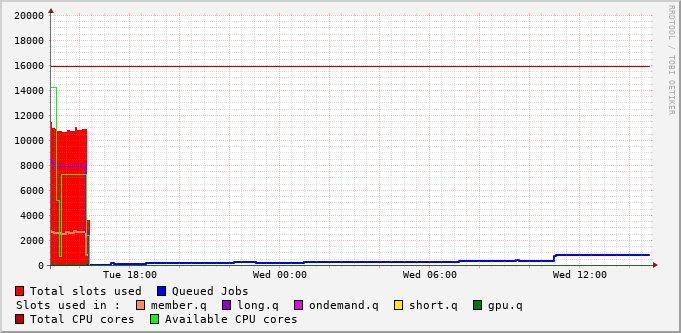 20000
18000
16000
14000
12000
10000
8000
6000
4000
2000
0
Tue 18:00 Wed 00:00 Wed 06:00 Wed 12:00
Total slots used Queued Jobs
Slots used in : member.q long.q ondemand.q short.q gpu.q
Total CPU cores Available CPU cores
RRDTOOL / TOBI OETIKER